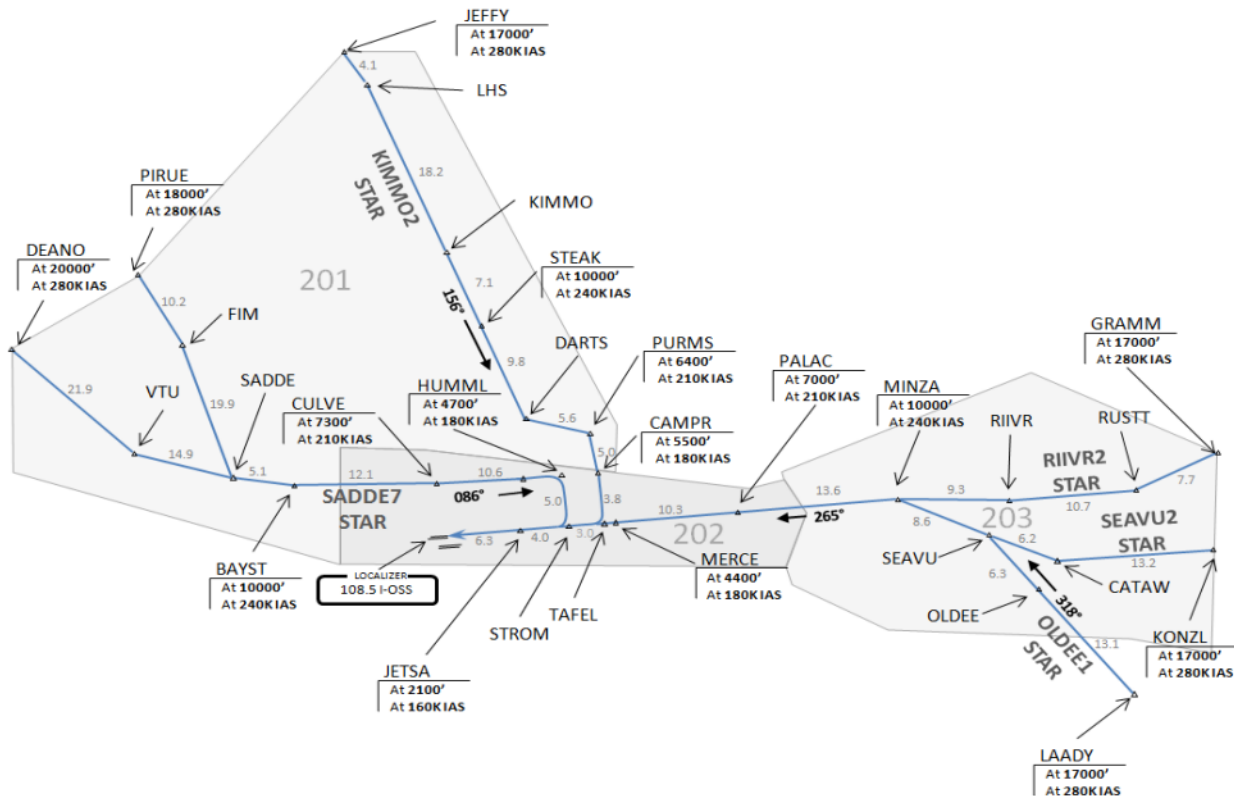 JEFFY
At 17000'
At 280KIAS
4.1
LHS
KIMMO2
STAR
18.2
PIRUE
At 18000'
At 280KIAS
KIMMO
DEANO
At 20000'
At 280KIAS
STEAK
At 10000'
At 240KIAS
201
10.2
7.1
156°
FIM
GRAMM
At 17000'
At 280KIAS
DARTS
PURMS
At 6400'
At 210KIAS
PALAC
At 7000'
At 210KIAS
9.8
21.9
VTU
SADDE
HUMML
At 4700'
At 180KIAS
MINZA
At 10000'
At 240KIAS
CULVE
At 7300'
At 210KIAS
19.9
5.6
CAMPR
At 5500'
At 180KIAS
RIIVR
RUSTT
5.0
14.9
5.1
12.1
10.6
RIIVR2
STAR
7.7
SADDE7
STAR
086°
5.0
3.8
10.3
13.6
265°
9.3
10.7
202
8.6
203
SEAVU2
STAR
6.3
4.0
3.0
6.2
13.2
BAYST
At 10000'
At 240KIAS
LOCALIZER
108.5 I-OSS
MERCE
At 4400'
At 180KIAS
SEAVU
6.3
CATAW
318°
STROM
TAFEL
OLDEE
OLDEE1
STAR
13.1
KONZL
At 17000'
At 280KIAS
JETSA
At 2100'
At 160KIAS
LAADY
At 17000'
At 280KIAS